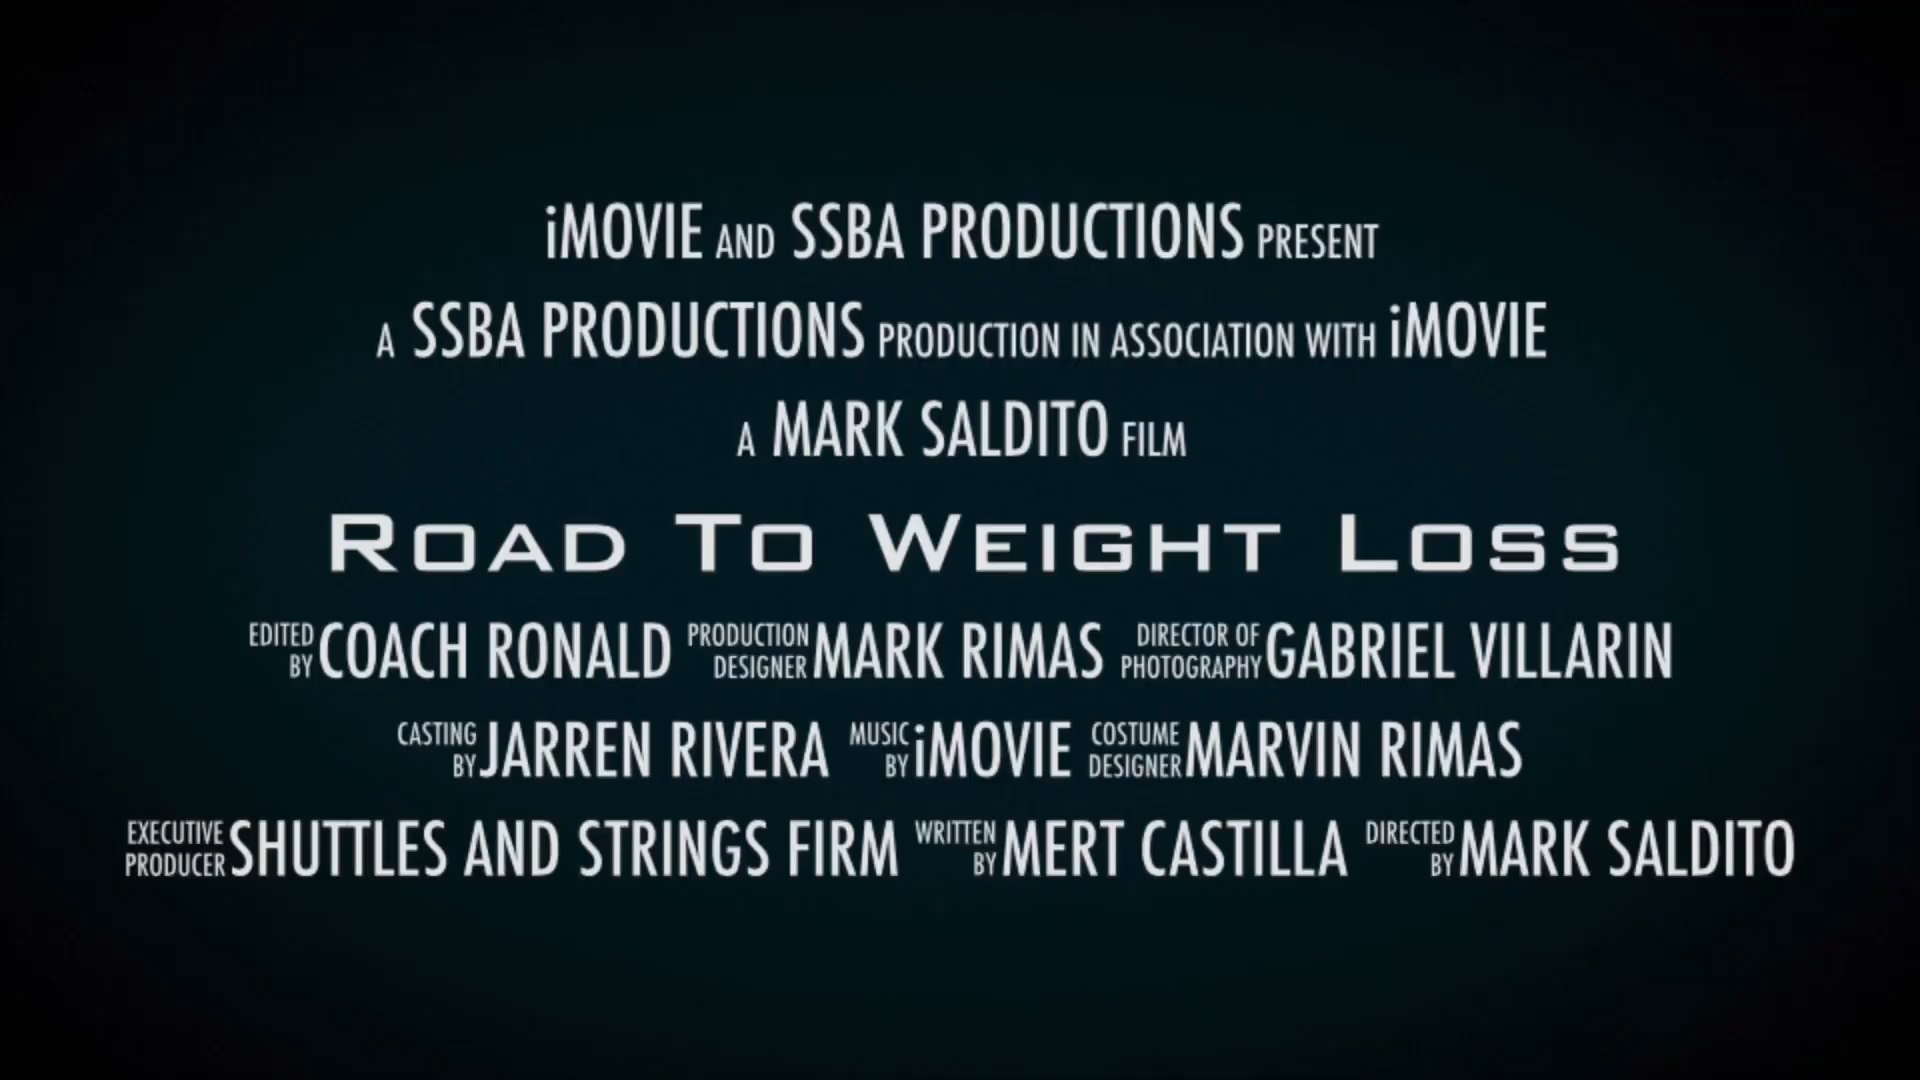 iMOVIE AND SSBA PRODUCTIONS PRESENT
A SSBA PRODUCTIONS PRODUCTION IN ASSOCIATION WITH iMOVIE
A MARK SALDITO FILM
ROAD TO WEIGHT LOSS
EDITED BY COACH RONALD PRODUCTION DESIGNER MARK RIMAS DIRECTOR OF PHOTOGRAPHY GABRIEL VILLARIN
CASTING BY JARREN RIVERA MUSIC BY iMOVIE COSTUME DESIGNER MARVIN RIMAS
EXECUTIVE PRODUCER SHUTTLES AND STRINGS FIRM WRITTEN BY MERT CASTILLA DIRECTED BY MARK SALDITO